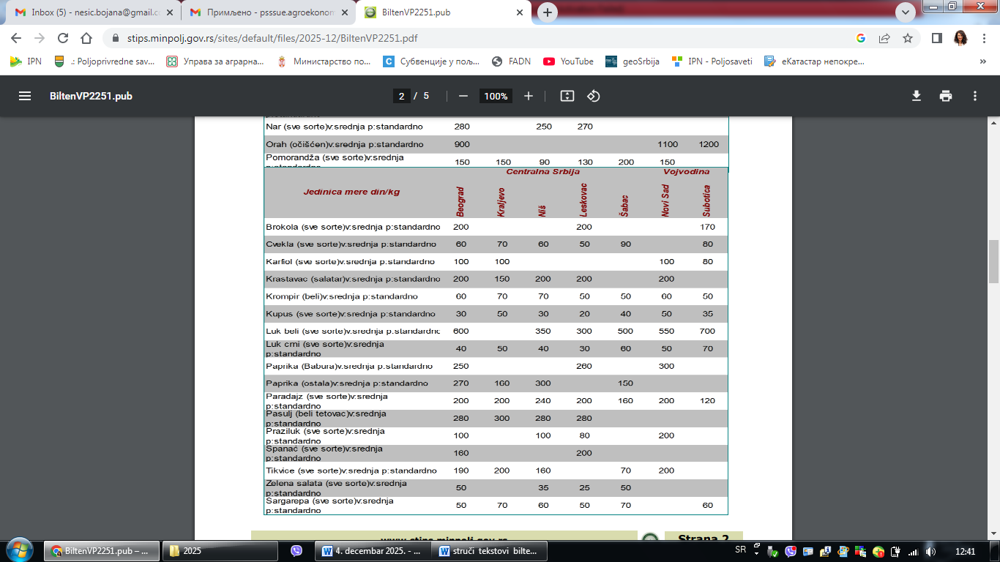 Inbox (5) - nesic.bojana@gmail.c
Примљено - psssue.agroekonom
BiltenVP2251.pub
stips.minpolj.gov.rs/sites/default/files/2025-12/BiltenVP2251.pdf
IPN
.: Poljoprivredne sav...
Управа за аграрна...
Министарство по...
Субвенције у пољ...
FADN
YouTube
geoSrbija
IPN - Poljosaveti
еКатастар непокре...
»
BiltenVP2251.pub
2 / 5
100%
Nar (sve sorte)v:srednja p:standardno 280 250 270
Orah (očišćen)v:srednja p:standardno 900 1100 1200
Pomorandža (sve sorte)v:srednja
p:standardno 150 150 90 130 200 150
Centralna Srbija Vojvodina
Jedinica mere din/kg Beograd Kraljevo Niš Leskovac Šabac Novi Sad Subotica
Brokola (sve sorte)v:srednja p:standardno 200 200 170
Cvekla (sve sorte)v:srednja p:standardno 60 70 60 50 90 80
Karfiol (sve sorte)v:srednja p:standardno 100 100 100 80
Krastavac (salatar)v:srednja p:standardno 200 150 200 200 200
Krompir (beli)v:srednja p:standardno 60 70 70 50 50 60 50
Kupus (sve sorte)v:srednja p:standardno 30 50 30 20 40 50 35
Luk beli (sve sorte)v:srednja p:standardno 600 350 300 500 550 700
Luk crni (sve sorte)v:srednja
p:standardno 40 50 40 30 60 50 70
Paprika (Babura)v:srednja p:standardno 250 260 300
Paprika (ostala)v:srednja p:standardno 270 160 300 150
Paradajz (sve sorte)v:srednja
p:standardno 200 200 240 200 160 200 120
Pasulj (beli tetovac)v:srednja
p:standardno 280 300 280 280
Praziluk (sve sorte)v:srednja
p:standardno 100 100 80 200
Spanać (sve sorte)v:srednja
p:standardno 160 200
Tikvice (sve sorte)v:srednja p:standardno 190 200 160 70 200
Zelena salata (sve sorte)v:srednja
p:standardno 50 35 25 50
Šargarepa (sve sorte)v:srednja
p:standardno 50 70 60 50 70 60
www.stips.minpolj.gov.rs
Strana 2
BiltenVP2251.pub – ...
2025
4. decembar 2025. - ...
struči tekstovi bilte...
SR
12:41